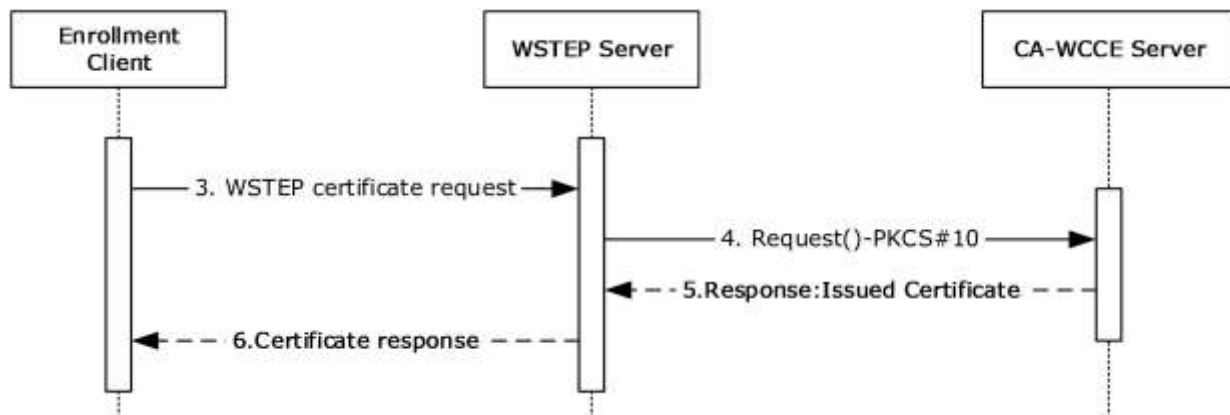 Enrollment
Client
WSTEP Server
CA-WCCE Server
3. WSTEP certificate request
4. Request()-PKCS#10
5.Response:Issued Certificate
6.Certificate response